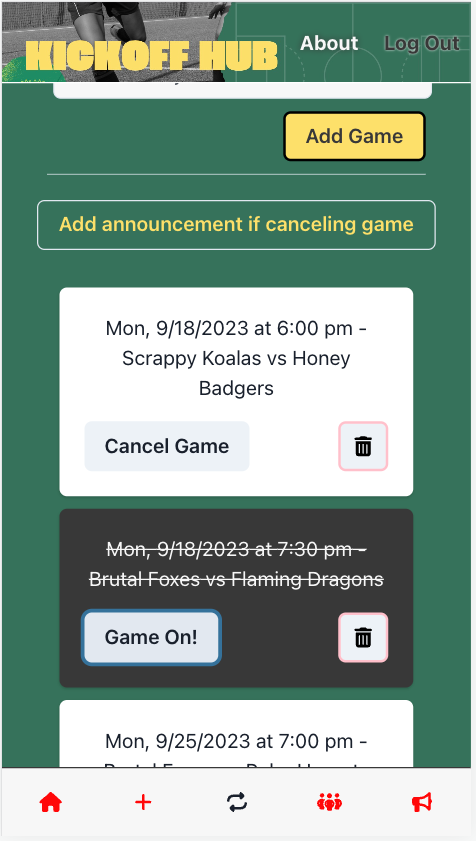 KICKOFF HUB
About
Log Out
Add Game
Add announcement if canceling game
Mon, 9/18/2023 at 6:00 pm -
Scrappy Koalas vs Honey
Badgers
Cancel Game
Mon, 9/18/2023 at 7:30 pm -
Brutal Foxes vs Flaming Dragons
Game On!
Mon, 9/25/2023 at 7:00 pm -